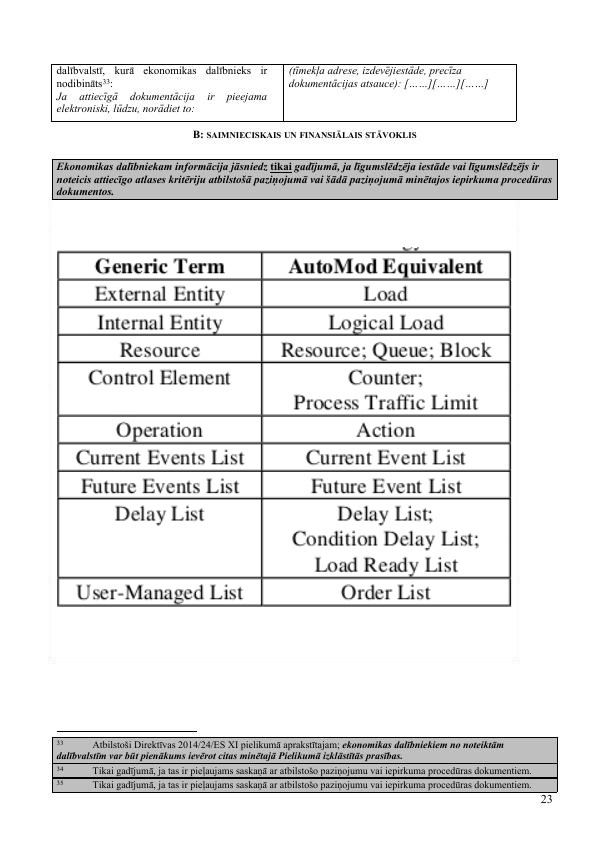 dalībvalstī, kurā ekonomikas dalībnieks ir
nodibināts33:
Ja attiecīgā dokumentācija ir pieejama
elektroniski, lūdzu, norādiet to:
(tīmekļa adrese, izdevējiestāde, precīza
dokumentācijas atsauce): [……][……][……]
B: SAIMNIECISKAIS UN FINANSIĀLAIS STĀVOKLIS
Ekonomikas dalībniekam informācija jāsniedz tikai gadījumā, ja līgumslēdzēja iestāde vai līgumslēdzējs ir
noteicis attiecīgo atlases kritēriju atbilstošā paziņojumā vai šādā paziņojumā minētajos iepirkuma procedūras
dokumentos.
Generic Term AutoMod Equivalent
External Entity Load
Internal Entity Logical Load
Resource Resource; Queue; Block
Control Element Counter;
Process Traffic Limit
Operation Action
Current Events List Current Event List
Future Events List Future Event List
Delay List Delay List;
Condition Delay List;
Load Ready List
User-Managed List Order List
33 Atbilstoši Direktīvas 2014/24/ES XI pielikumā aprakstītajam; ekonomikas dalībniekiem no noteiktām
dalībvalstīm var būt pienākums ievērot citas minētajā Pielikumā izklāstītās prasības.
34 Tikai gadījumā, ja tas ir pieļaujams saskaņā ar atbilstošo paziņojumu vai iepirkuma procedūras dokumentiem.
35 Tikai gadījumā, ja tas ir pieļaujams saskaņā ar atbilstošo paziņojumu vai iepirkuma procedūras dokumentiem.
23